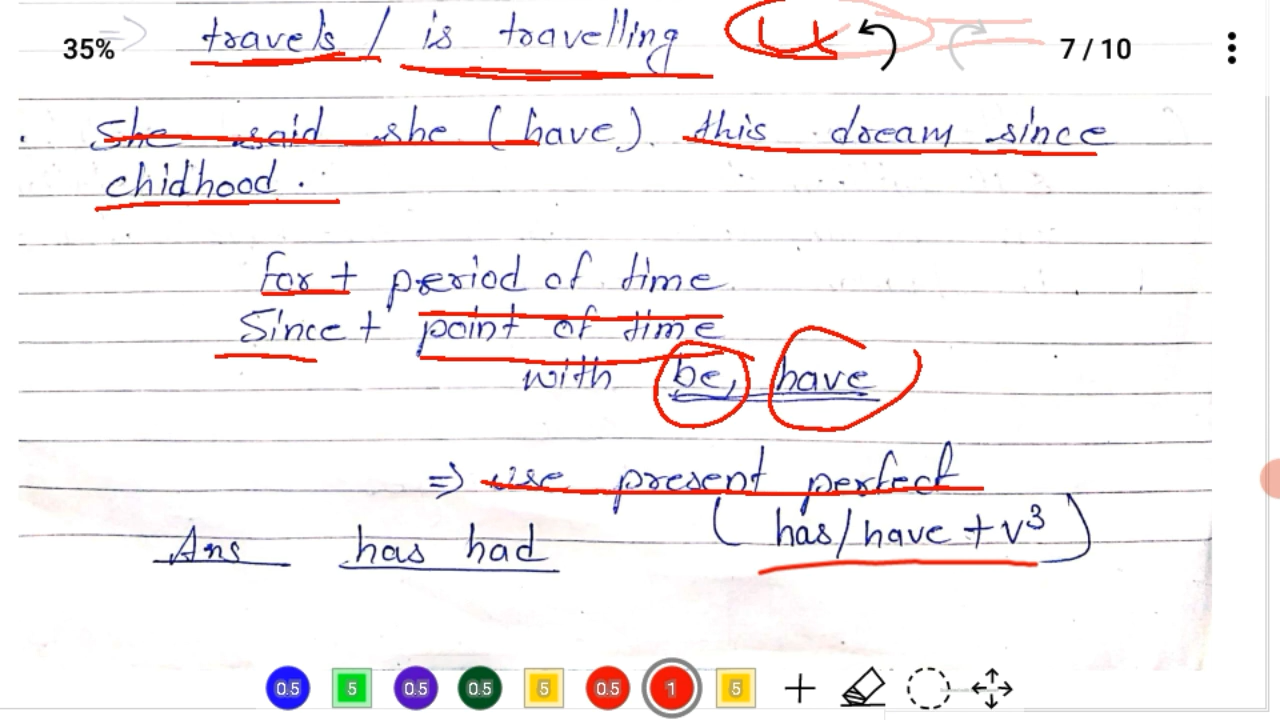 35%
travels / is travelling
7 / 10
. She said she (have). this dream since
chidhood.
For + period of time
Since + point of time
with be, have
=> use present perfect
(has/have + v3)
Ans has had
0.5 5 0.5 0.5 5 0.5 1 5